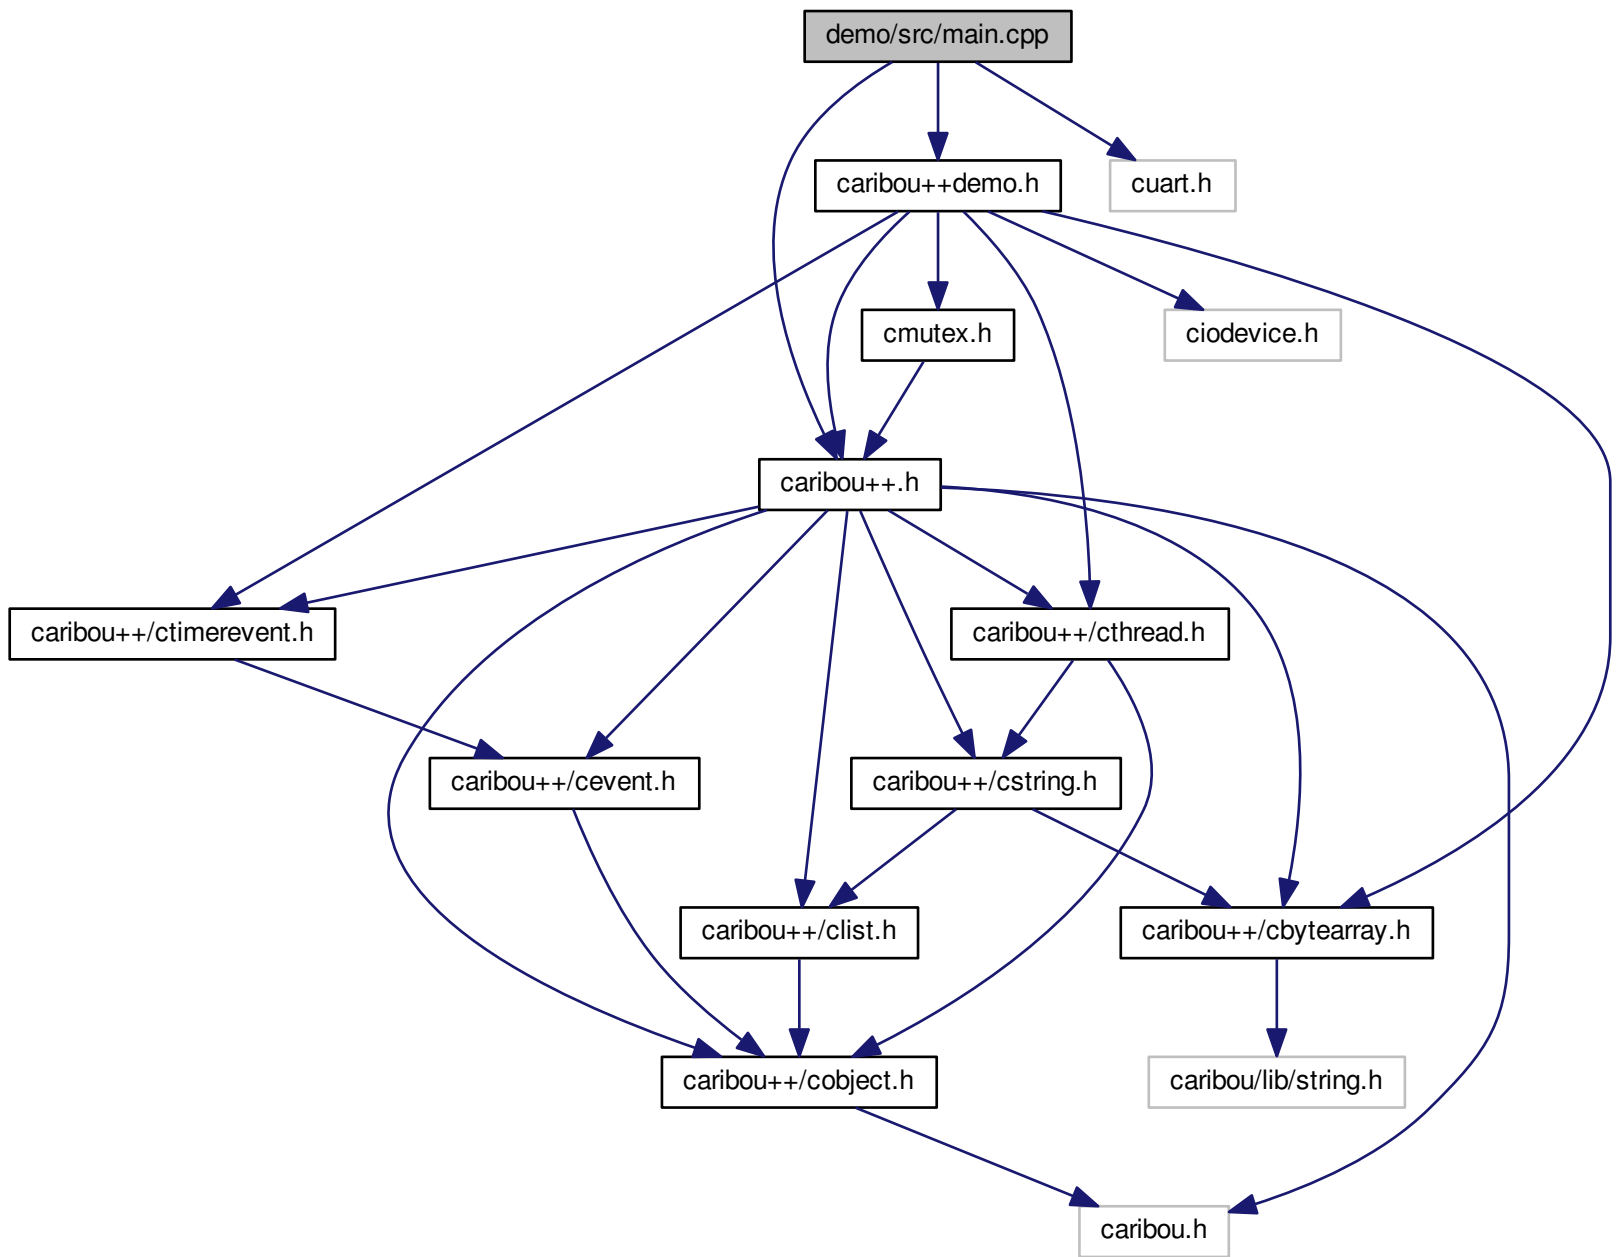 demo/src/main.cpp
caribou++demo.h
cuart.h
cmutex.h
ciodevice.h
caribou++.h
caribou++/ctimerevent.h
caribou++/cthread.h
caribou++/cevent.h
caribou++/cstring.h
caribou++/clist.h
caribou++/cbytearray.h
caribou++/cobject.h
caribou/lib/string.h
caribou.h